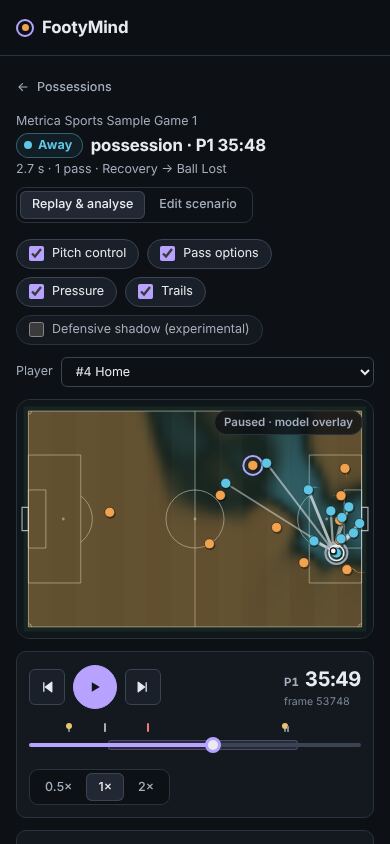 FootyMind
← Possessions
Metrica Sports Sample Game 1
Away possession · P1 35:48
2.7 s · 1 pass · Recovery → Ball Lost
Replay & analyse Edit scenario
Pitch control Pass options
Pressure Trails
Defensive shadow (experimental)
Player #4 Home
Paused · model overlay
P1 35:49
frame 53748
0.5× 1× 2×